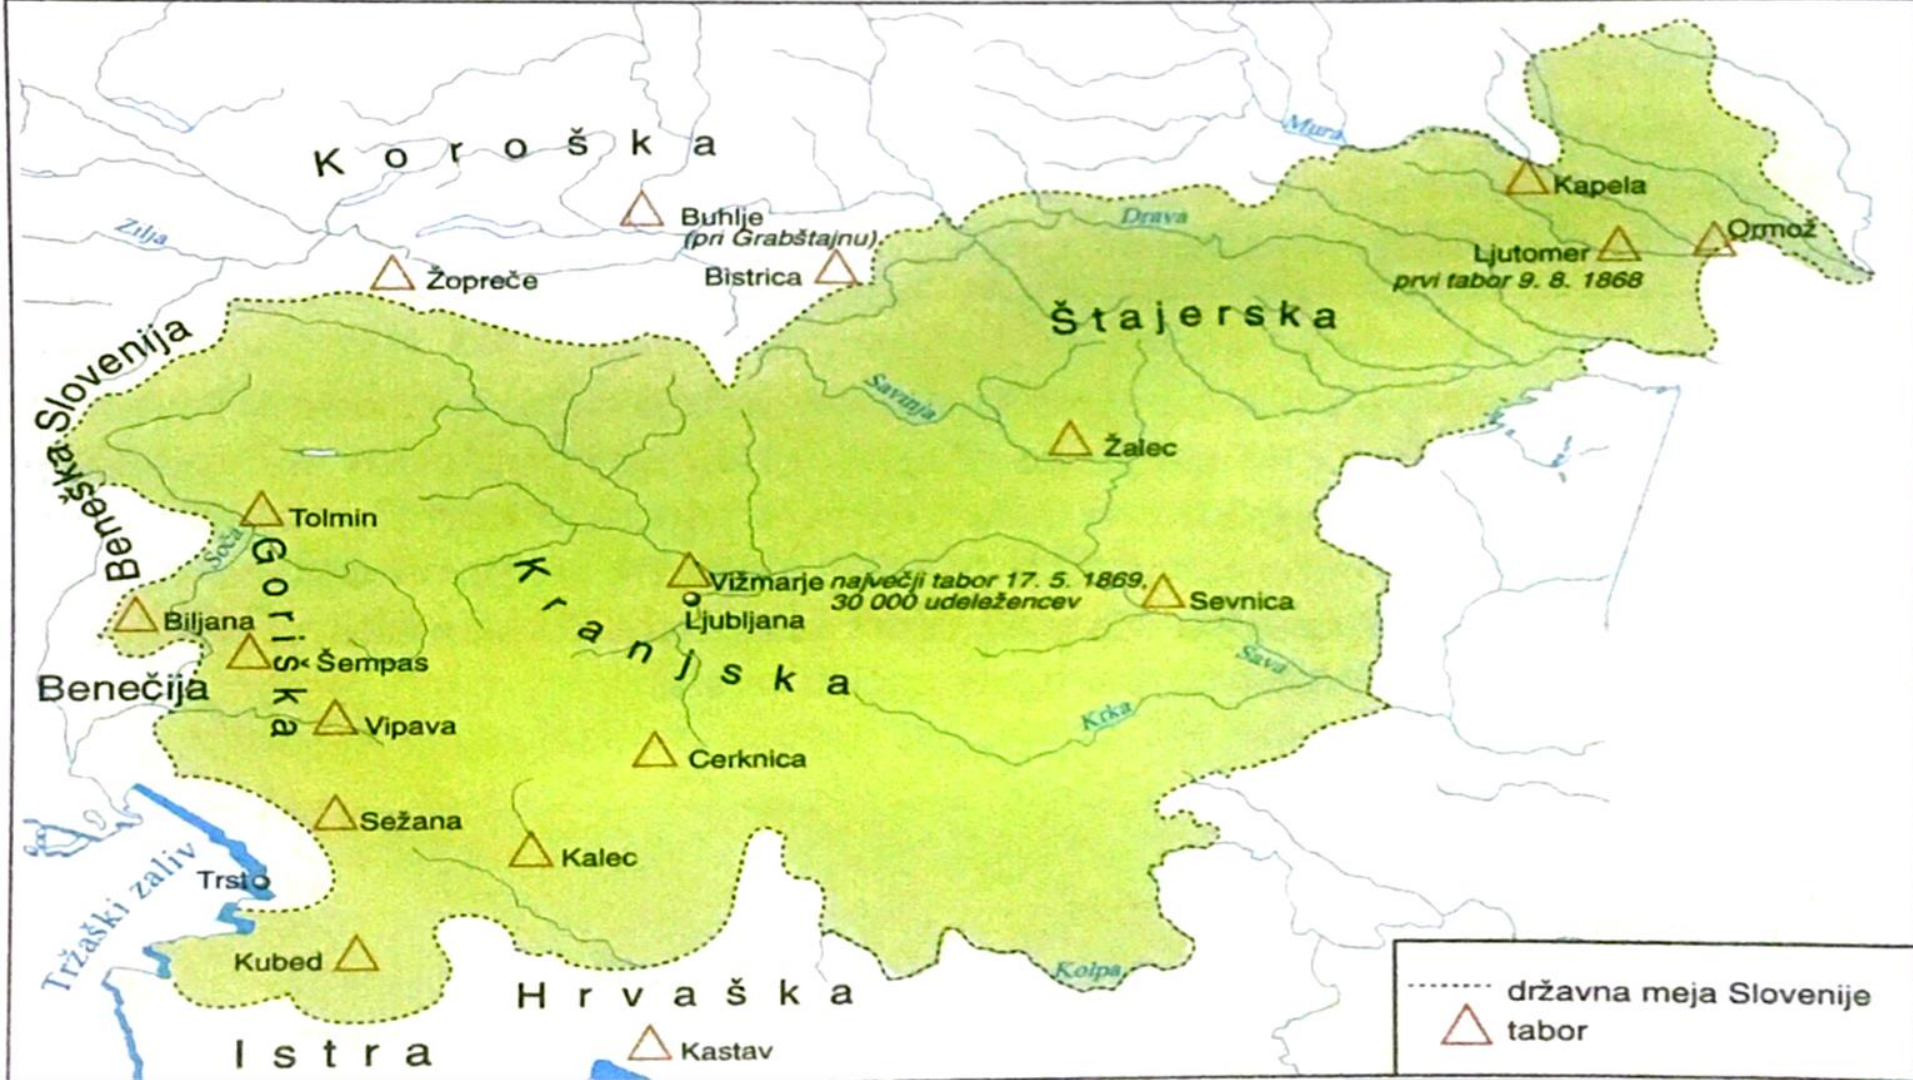 Koroška
Mura
Zilja
Buhlje
(pri Grabštajnu)
Bistrica
Žopreče
Drava
Kapela
Ormož
Ljutomer
prvi tabor 9. 8. 1868
Štajerska
Beneška Slovenija
Savinja
Žalec
Tolmin
Soča
Goriška
Kranjska
Vižmarje največji tabor 17. 5. 1869,
30 000 udeležencev
Ljubljana
Sevnica
Biljana
Šempas
Benečija
Vipava
Sava
Krka
Cerknica
Sežana
Kalec
Trst
Tržaški zaliv
Kubed
Kolpa
Hrvaška
Istra
Kastav
državna meja Slovenije
tabor